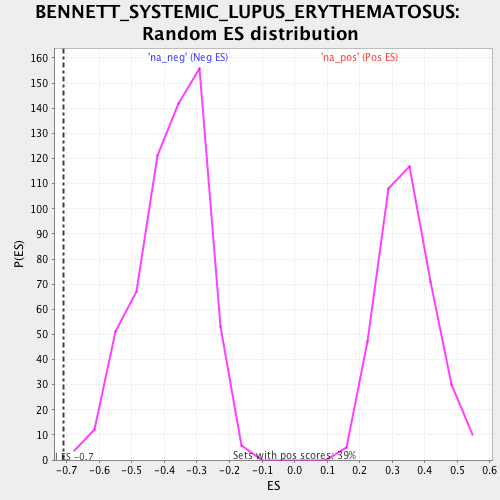 BENNETT_SYSTEMIC_LUPUS_ERYTHEMATOSUS:
Random ES distribution
'na_neg' (Neg ES) 'na_pos' (Pos ES)
160
150
140
130
120
110
100
90
80
70
60
50
40
30
20
10
0
P(ES)
ES -0.7 Sets with pos scores: 39%
-0.7 -0.6 -0.5 -0.4 -0.3 -0.2 -0.1 0.0 0.1 0.2 0.3 0.4 0.5 0.6
ES